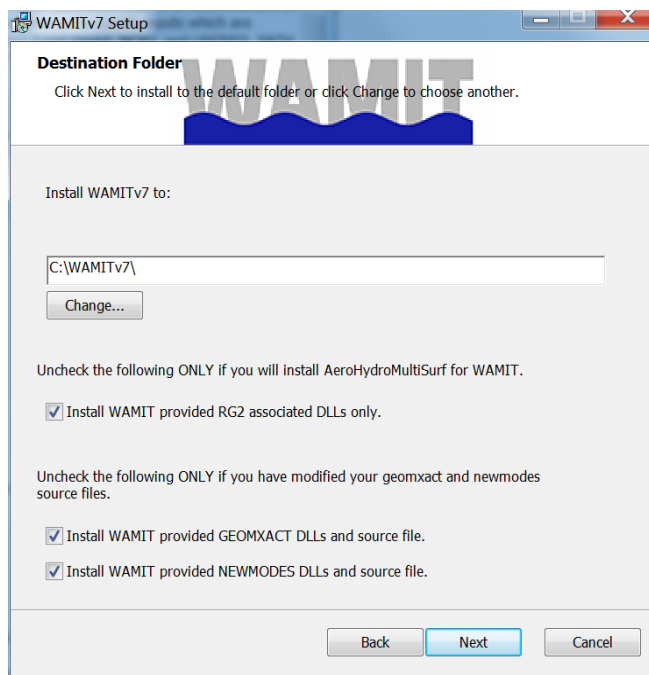 WAMITv7 Setup
Destination Folder
WAMIT
Click Next to install to the default folder or click Change to choose another.
Install WAMITv7 to:
C:\WAMITv7\
Change...
Uncheck the following ONLY if you will install AeroHydroMultiSurf for WAMIT.
Install WAMIT provided RG2 associated DLLs only.
Uncheck the following ONLY if you have modified your geomxact and newmodes
source files.
Install WAMIT provided GEOMXACT DLLs and source file.
Install WAMIT provided NEWMODES DLLs and source file.
Back Next Cancel